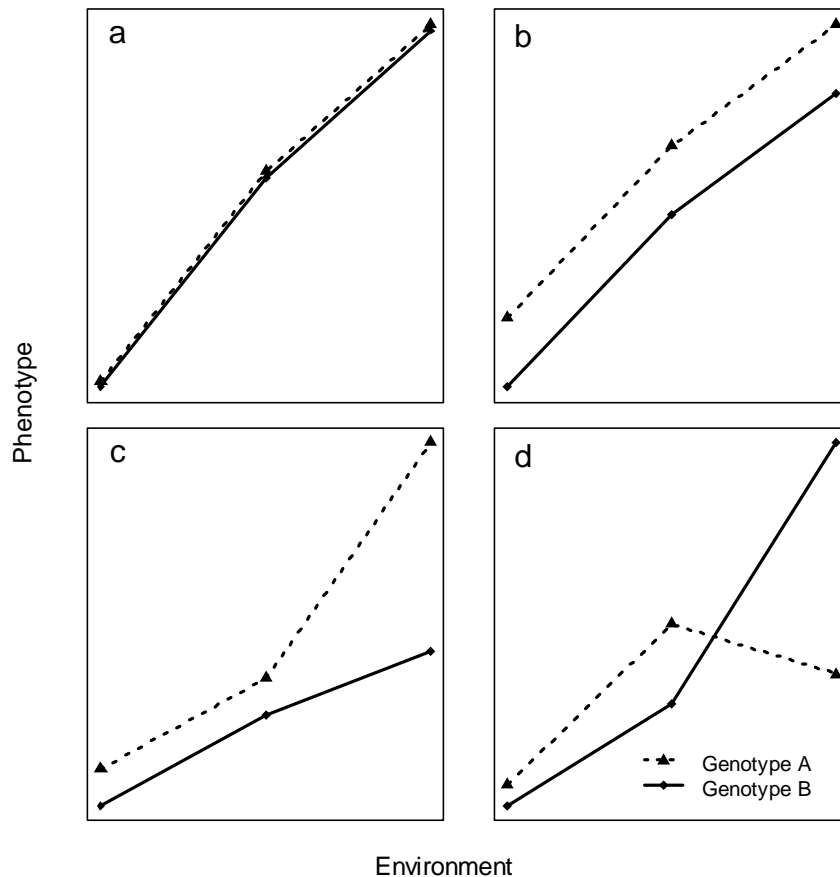 a
b
Phenotype
c
d
Genotype A
Genotype B
Environment